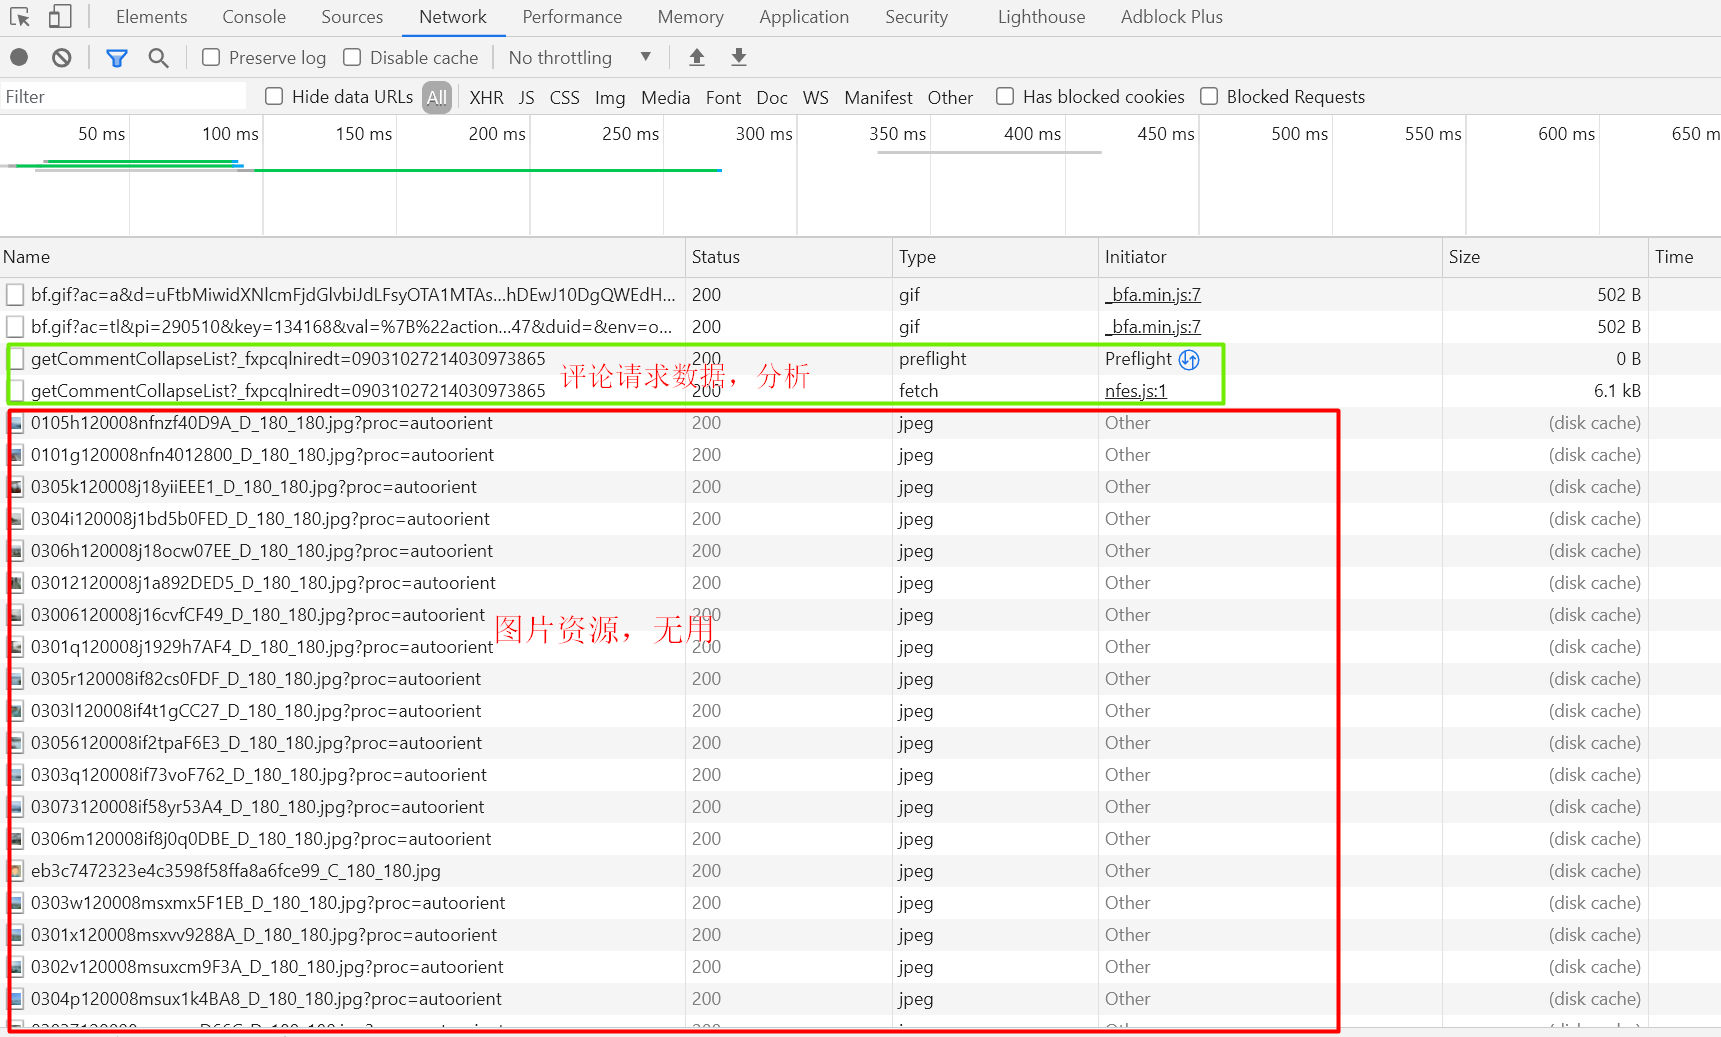 Elements Console Sources Network Performance Memory Application Security Lighthouse Adblock Plus
Preserve log Disable cache No throttling
Filter Hide data URLs All XHR JS CSS Img Media Font Doc WS Manifest Other Has blocked cookies Blocked Requests
50 ms 100 ms 150 ms 200 ms 250 ms 300 ms 350 ms 400 ms 450 ms 500 ms 550 ms 600 ms 650 m
Name Status Type Initiator Size Time
bf.gif?ac=a&d=uFtbMiwidXNlcmFjdGlvbiJdLFsyOTA1MTAs...hDEwJ10DgQWEdH... 200 gif _bfa.min.js:7 502 B
bf.gif?ac=tl&pi=290510&key=134168&val=%7B%22action...47&duid=&env=o... 200 gif _bfa.min.js:7 502 B
getCommentCollapseList?_fxpcqlniredt=09031027214030973865 200 preflight Preflight 0 B
评论请求数据，分析
getCommentCollapseList?_fxpcqlniredt=09031027214030973865 200 fetch nfes.js:1 6.1 kB
0105h120008nfnzf40D9A_D_180_180.jpg?proc=autoorient 200 jpeg Other (disk cache)
0101g120008nfn4012800_D_180_180.jpg?proc=autoorient 200 jpeg Other (disk cache)
0305k120008j18yiiEEE1_D_180_180.jpg?proc=autoorient 200 jpeg Other (disk cache)
0304i120008j1bd5b0FED_D_180_180.jpg?proc=autoorient 200 jpeg Other (disk cache)
0306h120008j18ocw07EE_D_180_180.jpg?proc=autoorient 200 jpeg Other (disk cache)
03012120008j1a892DED5_D_180_180.jpg?proc=autoorient 200 jpeg Other (disk cache)
03006120008j16cvfCF49_D_180_180.jpg?proc=autoorient 200 jpeg Other (disk cache)
图片资源，无用
0301q120008j1929h7AF4_D_180_180.jpg?proc=autoorient 200 jpeg Other (disk cache)
0305r120008if82cs0FDF_D_180_180.jpg?proc=autoorient 200 jpeg Other (disk cache)
0303l120008if4t1gCC27_D_180_180.jpg?proc=autoorient 200 jpeg Other (disk cache)
03056120008if2tpaF6E3_D_180_180.jpg?proc=autoorient 200 jpeg Other (disk cache)
0303q120008if73voF762_D_180_180.jpg?proc=autoorient 200 jpeg Other (disk cache)
03073120008if58yr53A4_D_180_180.jpg?proc=autoorient 200 jpeg Other (disk cache)
0306m120008if8j0q0DBE_D_180_180.jpg?proc=autoorient 200 jpeg Other (disk cache)
eb3c7472323e4c3598f58ffa8a6fce99_C_180_180.jpg 200 jpeg Other (disk cache)
0303w120008msxmx5F1EB_D_180_180.jpg?proc=autoorient 200 jpeg Other (disk cache)
0301x120008msxvv9288A_D_180_180.jpg?proc=autoorient 200 jpeg Other (disk cache)
0302v120008msuxcm9F3A_D_180_180.jpg?proc=autoorient 200 jpeg Other (disk cache)
0304p120008msux1k4BA8_D_180_180.jpg?proc=autoorient 200 jpeg Other (disk cache)